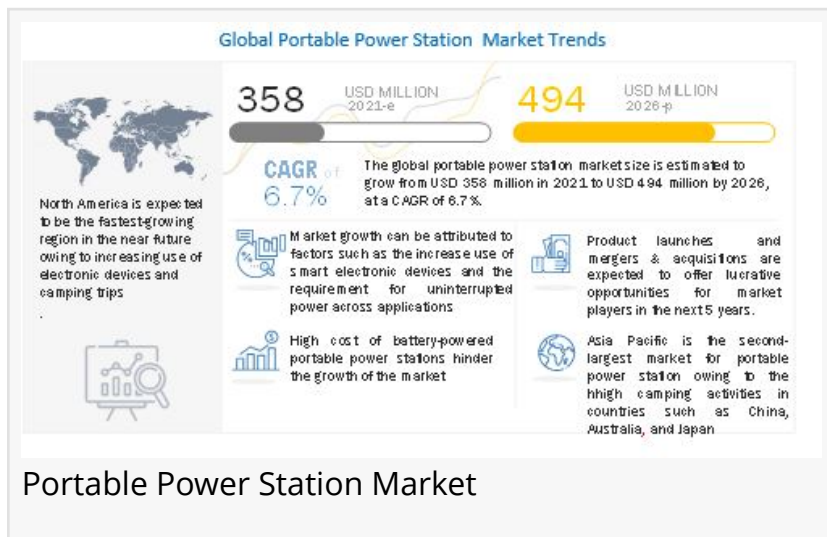 Global Portable Power Station Market Trends
North America is expected
to be the fastest-growing
region in the near future
owing to increasing use of
electronic devices and
camping trips
.
358
USD MILLION
2021-e
494
USD MILLION
2026-p
CAGR of
6.7%
The global portable power station market size is estimated to
grow from USD 358 million in 2021 to USD 494 million by 2026,
at a CAGR of 6.7%.
Market growth can be attributed to
factors such as the increase use of
smart electronic devices and the
requirement for uninterrupted
power across applications
High cost of battery-powered
portable power stations hinder
the growth of the market
Product launches and
mergers & acquisitions are
expected to offer lucrative
opportunities for market
players in the next 5 years.
Asia Pacific is the second-
largest market for portable
power station owing to the
hhigh camping activities in
countries such as China,
Australia, and Japan
Portable Power Station Market